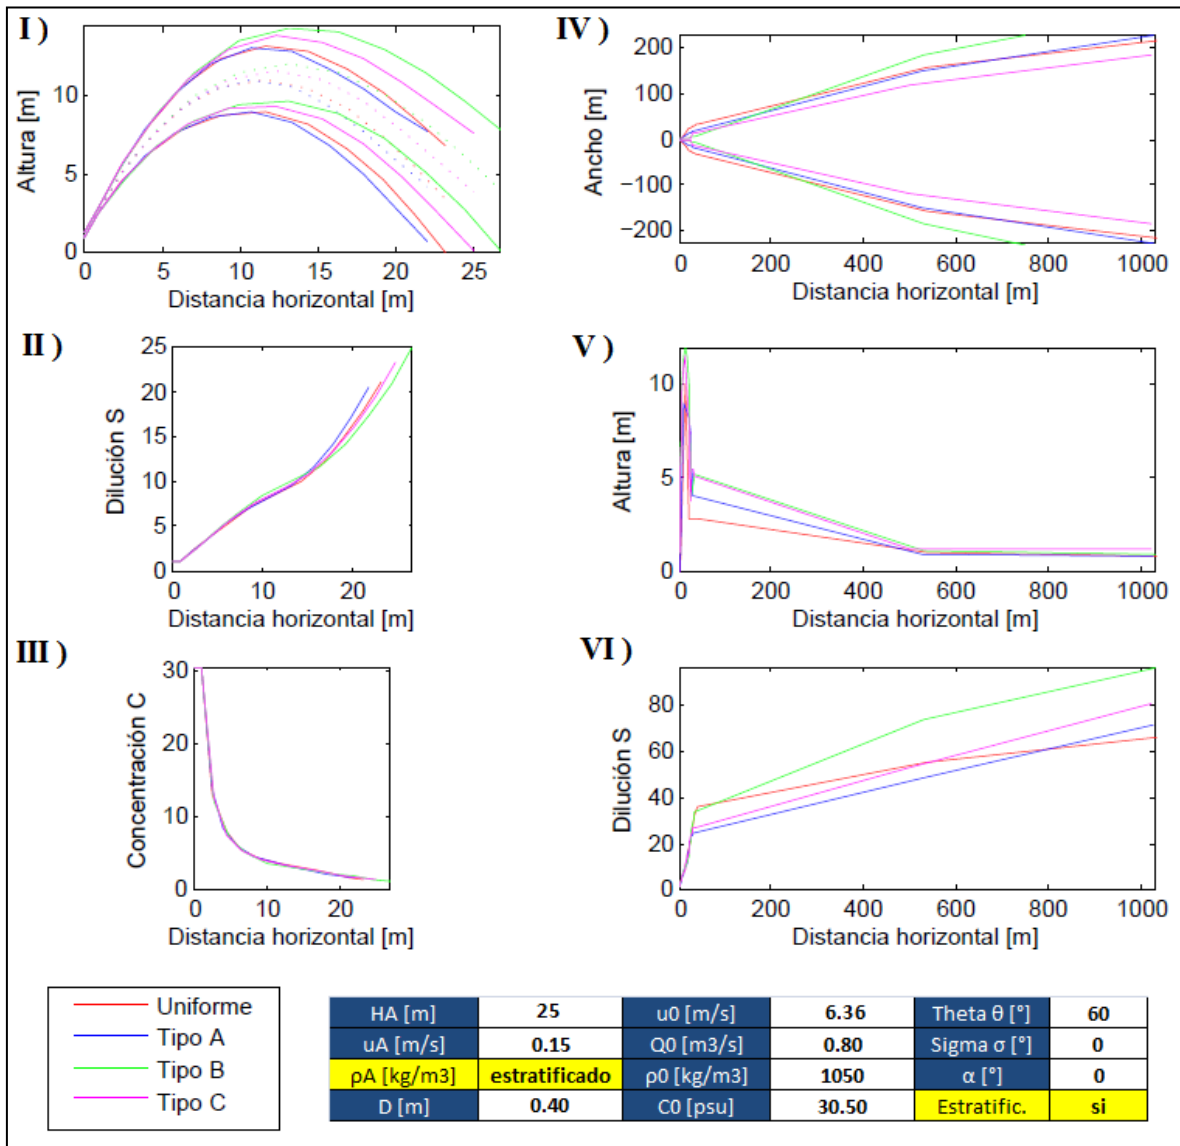 I )
Altura [m]
10
5
0
0 5 10 15 20 25
Distancia horizontal [m]
IV )
Ancho [m]
200
100
0
−100
−200
0 200 400 600 800 1000
Distancia horizontal [m]
II )
Dilución S
25
20
15
10
5
0
0 10 20
Distancia horizontal [m]
V )
Altura [m]
10
5
0
0 200 400 600 800 1000
Distancia horizontal [m]
III )
Concentración C
30
20
10
0
0 10 20
Distancia horizontal [m]
VI )
Dilución S
80
60
40
20
0
0 200 400 600 800 1000
Distancia horizontal [m]
Uniforme
Tipo A
Tipo B
Tipo C
HA [m] 25 u0 [m/s] 6.36 Theta θ [°] 60
uA [m/s] 0.15 Q0 [m3/s] 0.80 Sigma σ [°] 0
ρA [kg/m3] estratificado ρ0 [kg/m3] 1050 α [°] 0
D [m] 0.40 C0 [psu] 30.50 Estratific. si